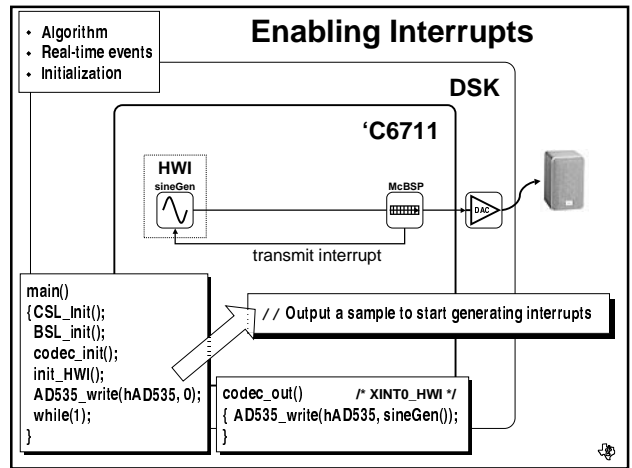 Enabling Interrupts
• Algorithm
• Real-time events
• Initialization
DSK
‘C6711
HWI
sineGen
McBSP
DAC
transmit interrupt
main()
{CSL_Init();
BSL_init();
codec_init();
init_HWI();
AD535_write(hAD535, 0);
while(1);
}
// Output a sample to start generating interrupts
codec_out() /* XINT0_HWI */
{ AD535_write(hAD535, sineGen());
}